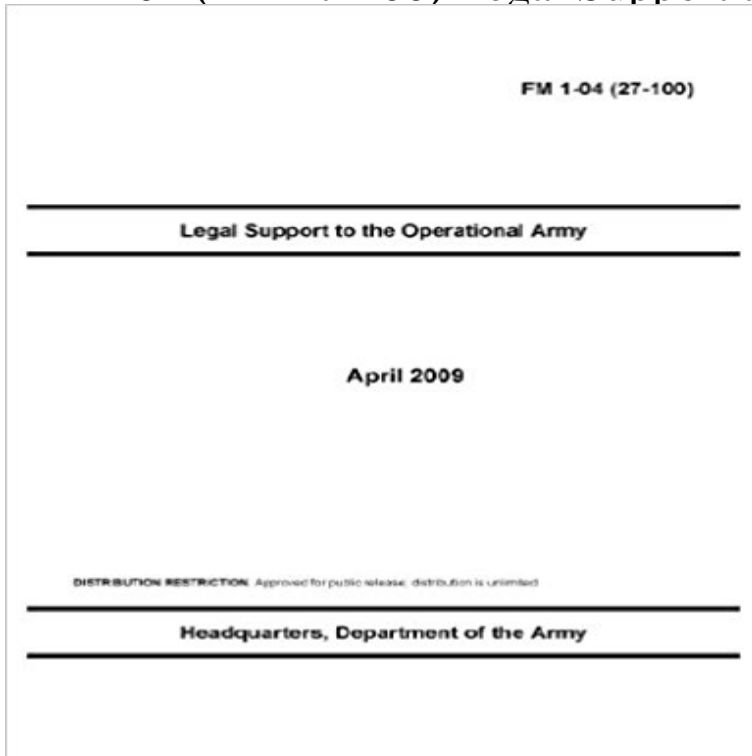 FM 1-04 (27-100)
Legal Support to the Operational Army
April 2009
DISTRIBUTION RESTRICTION. Approved for public release; distribution is unlimited
Headquarters, Department of the Army